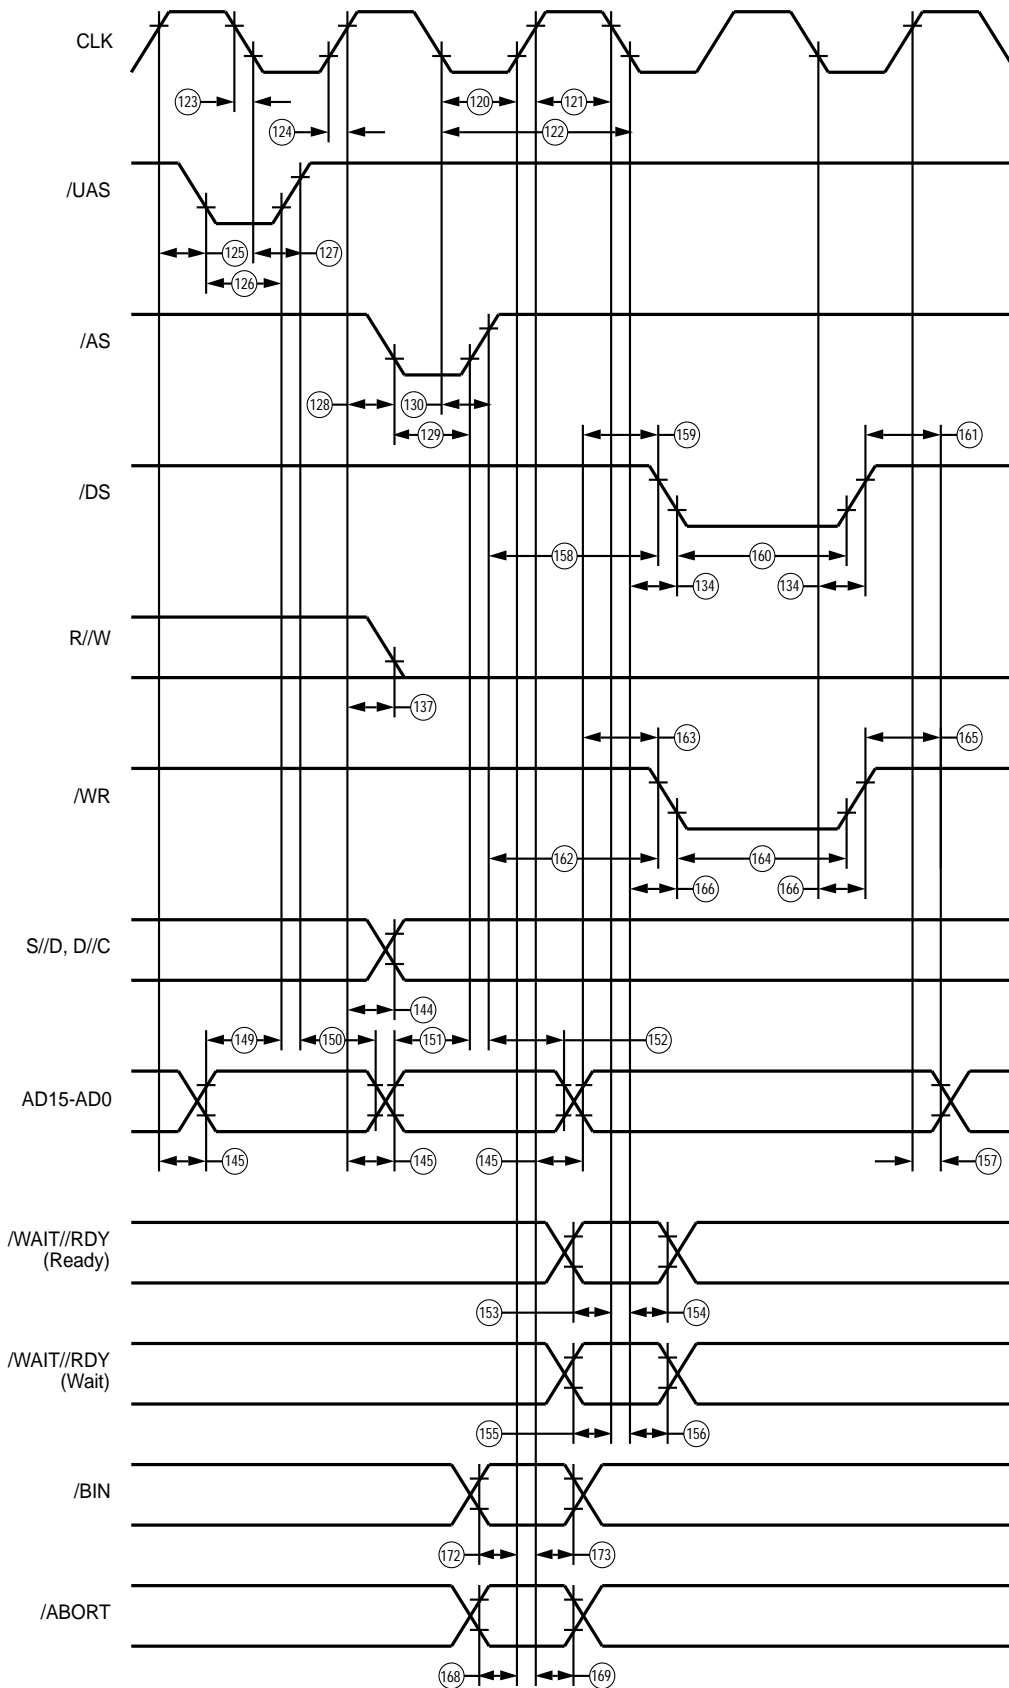 CLK
123
120
121
124
122
/UAS
125
127
126
/AS
128
130
129
159
161
/DS
158
160
134
134
R//W
137
163
165
/WR
162
164
166
166
S//D, D//C
144
149
150
151
152
AD15-AD0
145
145
145
157
/WAIT//RDY
(Ready)
153
154
/WAIT//RDY
(Wait)
155
156
/BIN
172
173
/ABORT
168
169